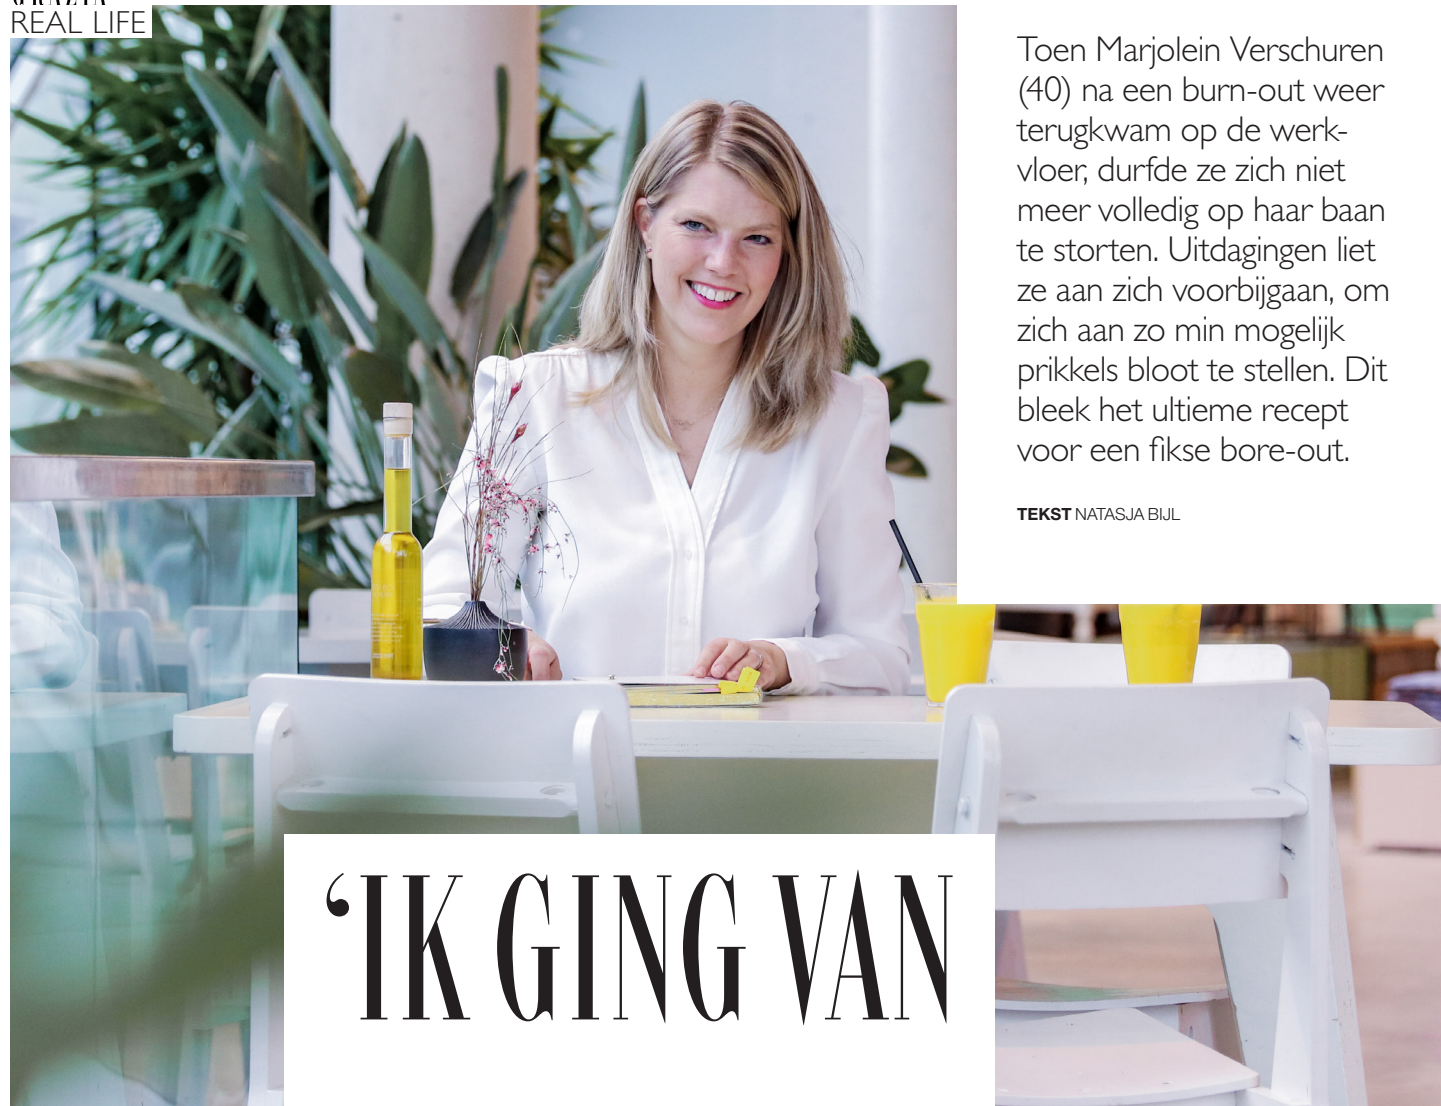 REAL LIFE
Toen Marjolein Verschuren
(40) na een burn-out weer
terugkwam op de werk-
vloer, durfde ze zich niet
meer volledig op haar baan
te storten. Uitdagingen liet
ze aan zich voorbijgaan, om
zich aan zo min mogelijk
prikkels bloot te stellen. Dit
bleek het ultieme recept
voor een fikse bore-out.
TEKST NATASJA BIJL
‘IK GING VAN